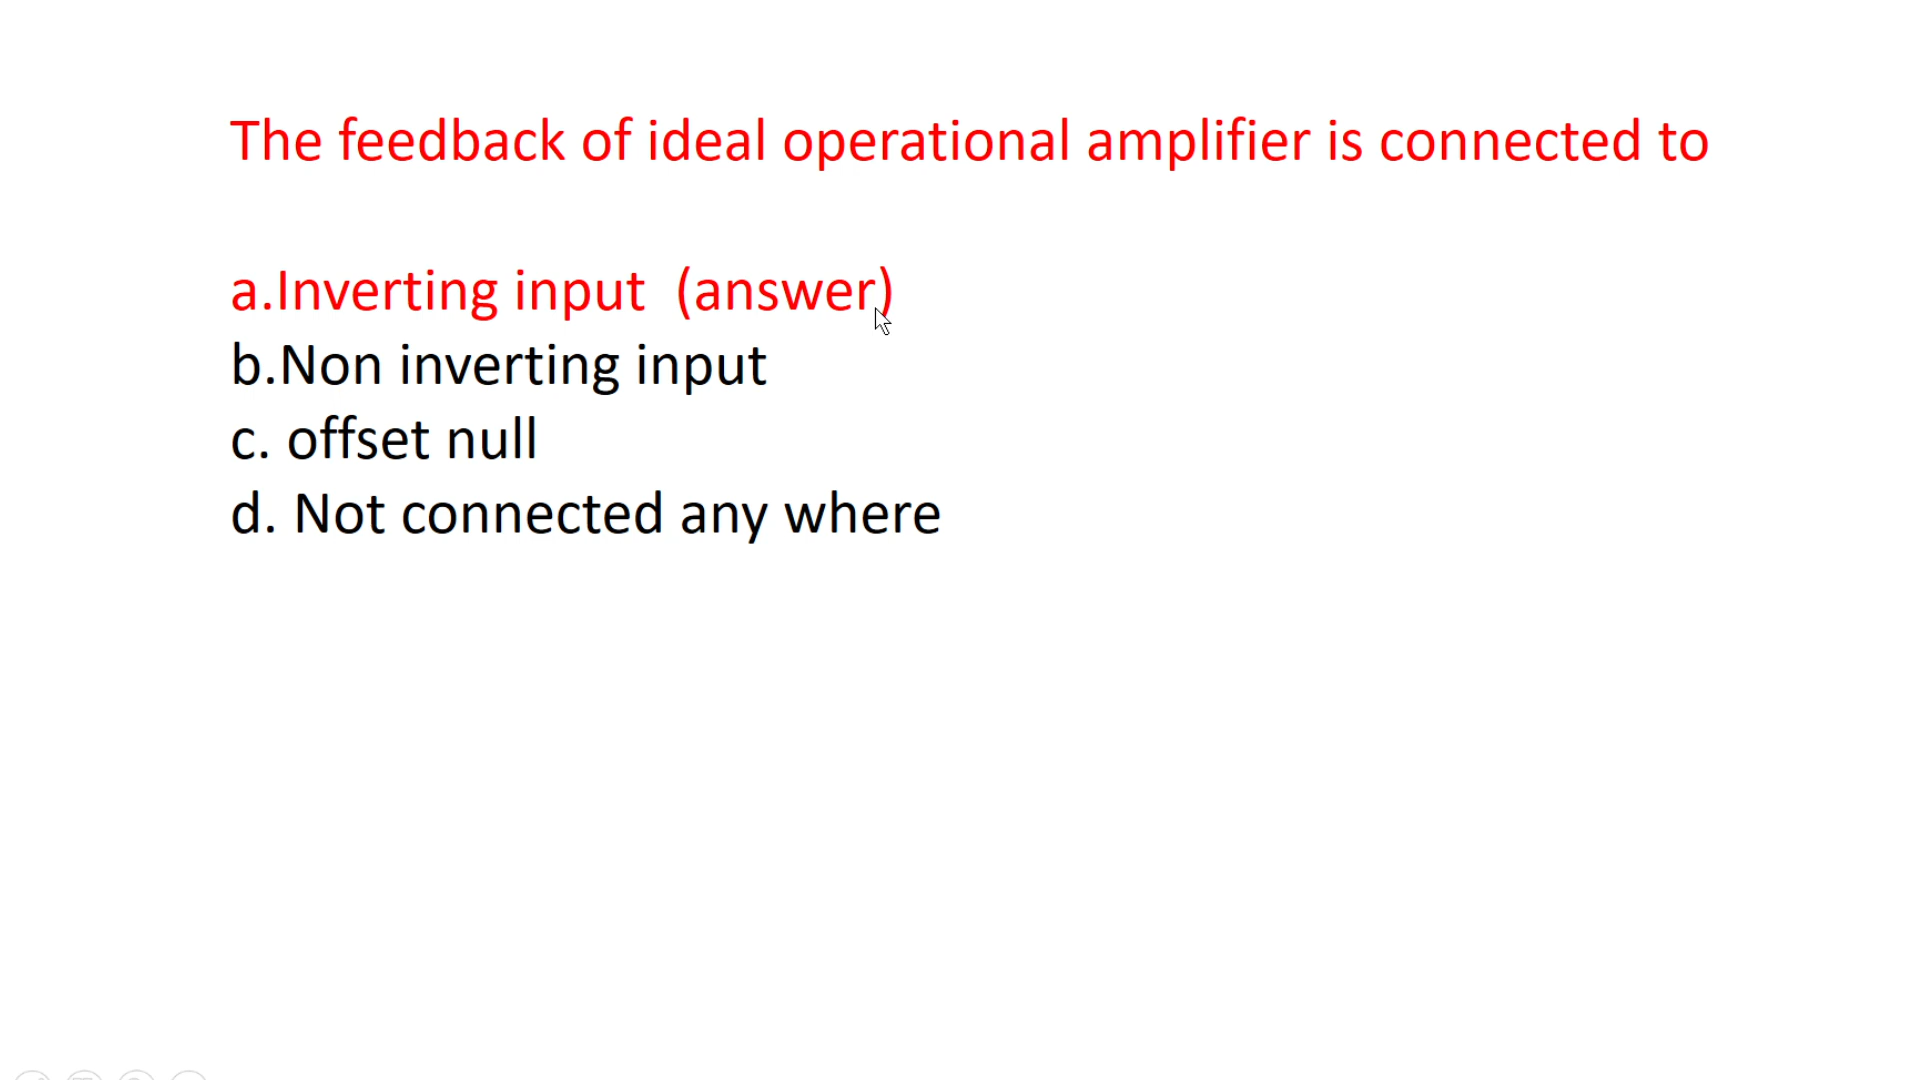 The feedback of ideal operational amplifier is connected to
a.Inverting input  (answer)
b.Non inverting input
c. offset null
d. Not connected any where